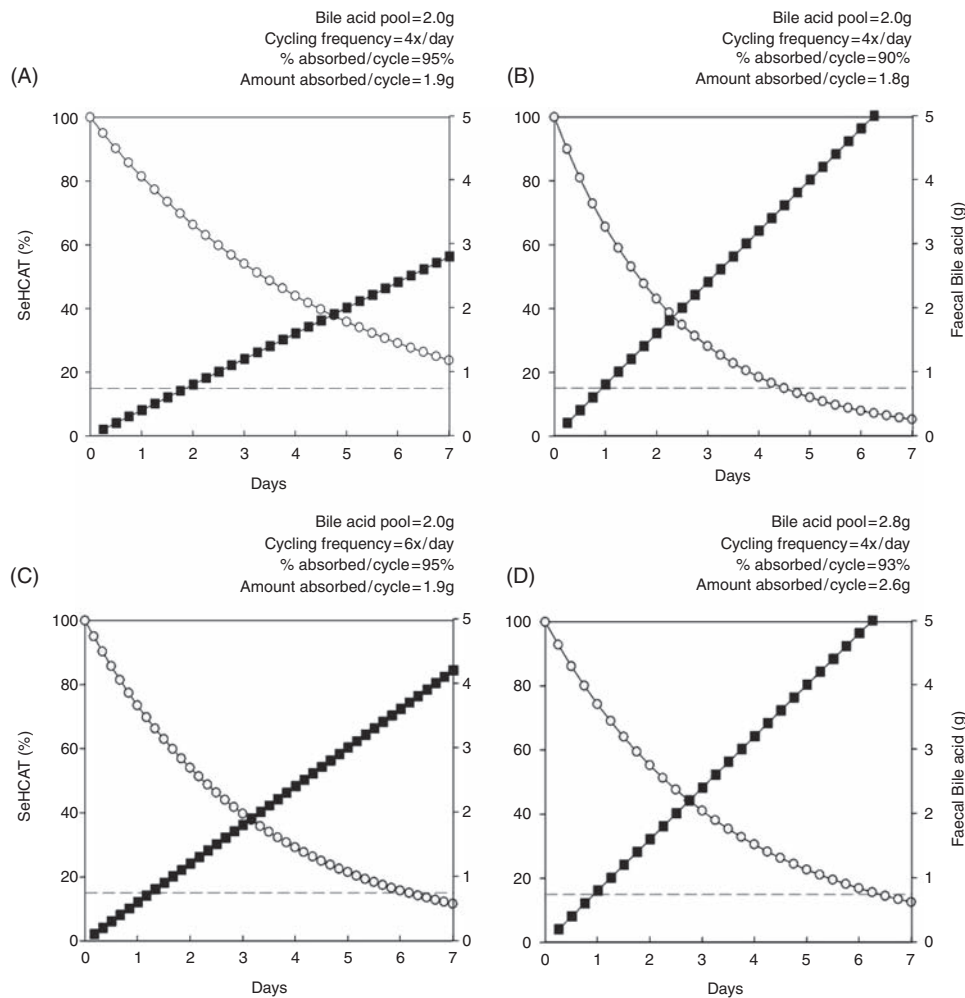 Bile acid pool=2.0g
Cycling frequency=4x/day
% absorbed/cycle=95%
Amount absorbed/cycle=1.9g
(A)
100
80
60
40
20
0
SeHCAT (%)
5
4
3
2
1
0
0 1 2 3 4 5 6 7
Days
Bile acid pool=2.0g
Cycling frequency=4x/day
% absorbed/cycle=90%
Amount absorbed/cycle=1.8g
(B)
100
80
60
40
20
0
5
4
3
2
1
0
Faecal Bile acid (g)
0 1 2 3 4 5 6 7
Days
Bile acid pool=2.0g
Cycling frequency=6x/day
% absorbed/cycle=95%
Amount absorbed/cycle=1.9g
(C)
100
80
60
40
20
0
SeHCAT (%)
5
4
3
2
1
0
0 1 2 3 4 5 6 7
Days
Bile acid pool=2.8g
Cycling frequency=4x/day
% absorbed/cycle=93%
Amount absorbed/cycle=2.6g
(D)
100
80
60
40
20
0
5
4
3
2
1
0
Faecal Bile acid (g)
0 1 2 3 4 5 6 7
Days